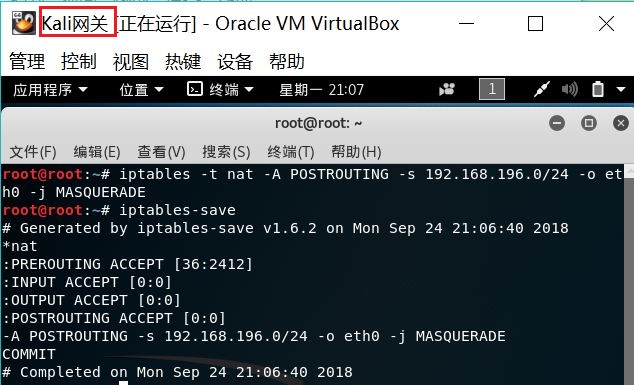 Kali网关 [正在运行] - Oracle VM VirtualBox
管理 控制 视图 热键 设备 帮助
应用程序 位置 终端 星期一 21:07 1
root@root: ~
文件(F) 编辑(E) 查看(V) 搜索(S) 终端(T) 帮助(H)
root@root:~# iptables -t nat -A POSTROUTING -s 192.168.196.0/24 -o et
h0 -j MASQUERADE
root@root:~# iptables-save
# Generated by iptables-save v1.6.2 on Mon Sep 24 21:06:40 2018
*nat
:PREROUTING ACCEPT [36:2412]
:INPUT ACCEPT [0:0]
:OUTPUT ACCEPT [0:0]
:POSTROUTING ACCEPT [0:0]
-A POSTROUTING -s 192.168.196.0/24 -o eth0 -j MASQUERADE
COMMIT
# Completed on Mon Sep 24 21:06:40 2018